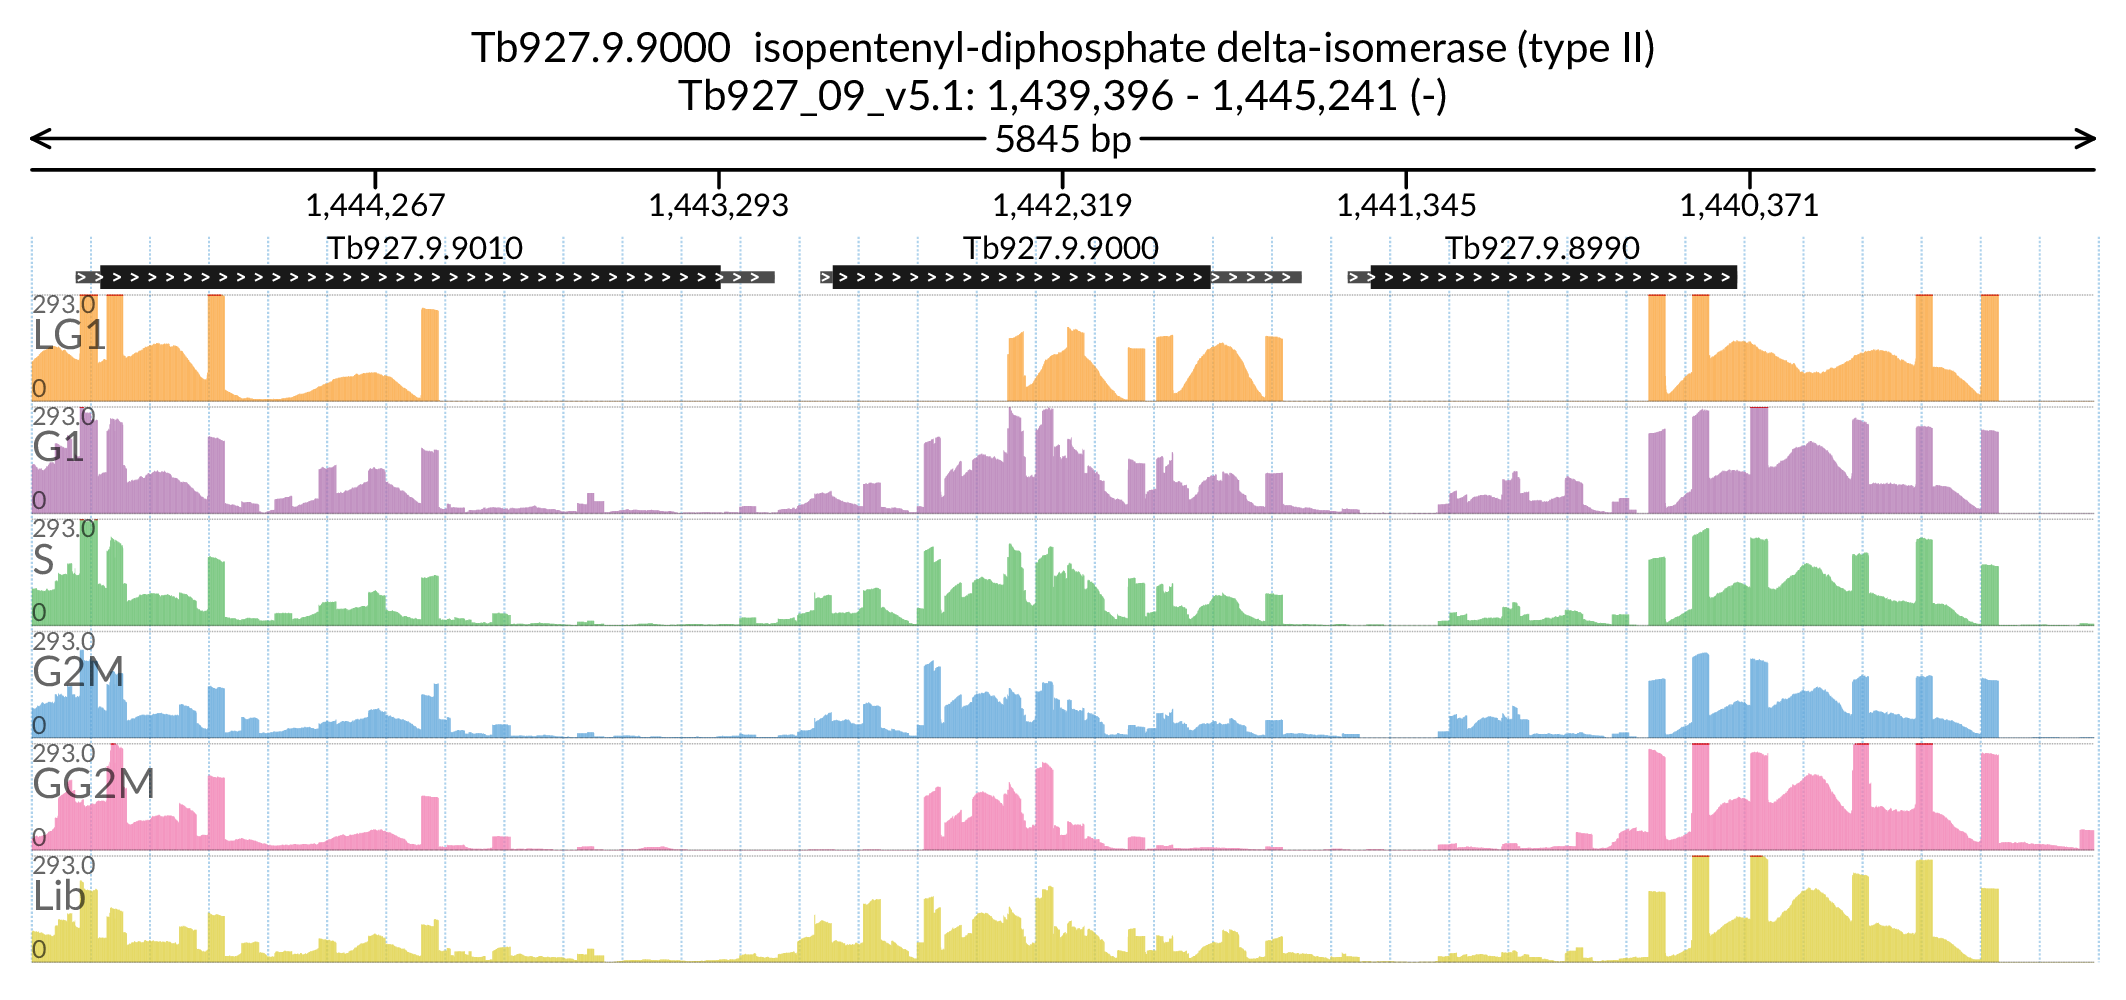 Tb927.9.9000 isopentenyl-diphosphate delta-isomerase (type II)
Tb927_09_v5.1: 1,439,396 - 1,445,241 (-)
5845 bp
1,444,267 1,443,293 1,442,319 1,441,345 1,440,371
Tb927.9.9010 Tb927.9.9000 Tb927.9.8990
293.0
LG1
0
293.0
G1
0
293.0
S
0
293.0
G2M
0
293.0
GG2M
0
293.0
Lib
0